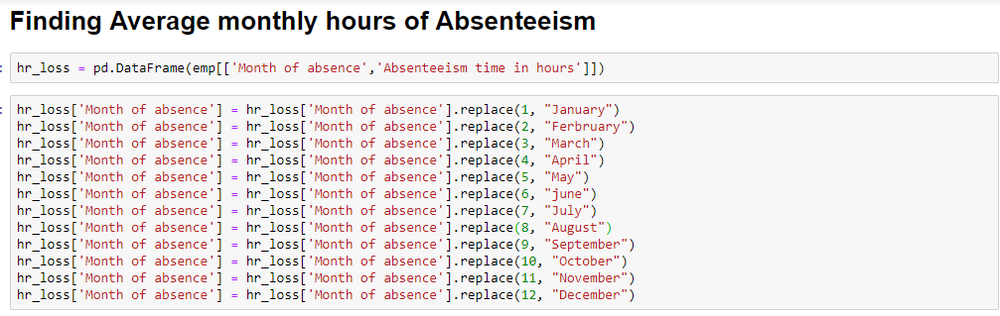 Finding Average monthly hours of Absenteeism
hr_loss = pd.DataFrame(emp[['Month of absence','Absenteeism time in hours']])
hr_loss['Month of absence'] = hr_loss['Month of absence'].replace(1, "January")
hr_loss['Month of absence'] = hr_loss['Month of absence'].replace(2, "Ferbruary")
hr_loss['Month of absence'] = hr_loss['Month of absence'].replace(3, "March")
hr_loss['Month of absence'] = hr_loss['Month of absence'].replace(4, "April")
hr_loss['Month of absence'] = hr_loss['Month of absence'].replace(5, "May")
hr_loss['Month of absence'] = hr_loss['Month of absence'].replace(6, "june")
hr_loss['Month of absence'] = hr_loss['Month of absence'].replace(7, "July")
hr_loss['Month of absence'] = hr_loss['Month of absence'].replace(8, "August")
hr_loss['Month of absence'] = hr_loss['Month of absence'].replace(9, "September")
hr_loss['Month of absence'] = hr_loss['Month of absence'].replace(10, "October")
hr_loss['Month of absence'] = hr_loss['Month of absence'].replace(11, "November")
hr_loss['Month of absence'] = hr_loss['Month of absence'].replace(12, "December")